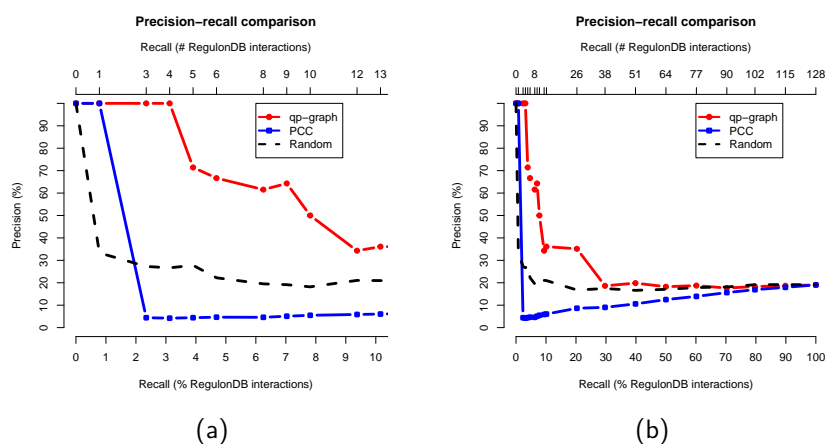 Precision−recall comparison
Recall (# RegulonDB interactions)
0 1 3 4 5 6 8 9 10 12 13
Precision (%)
0 10 20 30 40 50 60 70 80 90
qp−graph
PCC
Random
0 1 2 3 4 5 6 7 8 9 10
Recall (% RegulonDB interactions)
(a)
Precision−recall comparison
Recall (# RegulonDB interactions)
0 8 26 38 51 64 77 90 102 115 128
Precision (%)
0 10 20 30 40 50 60 70 80 90
qp−graph
PCC
Random
0 10 20 30 40 50 60 70 80 90 100
Recall (% RegulonDB interactions)
(b)